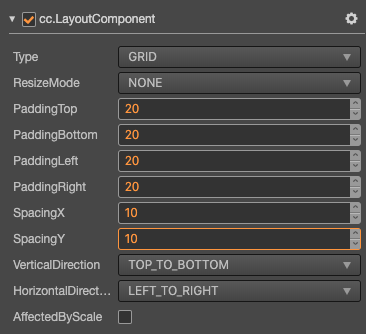 cc.LayoutComponent
Type GRID
ResizeMode NONE
PaddingTop 20
PaddingBottom 20
PaddingLeft 20
PaddingRight 20
SpacingX 10
SpacingY 10
VerticalDirection TOP_TO_BOTTOM
HorizontalDirect... LEFT_TO_RIGHT
AffectedByScale